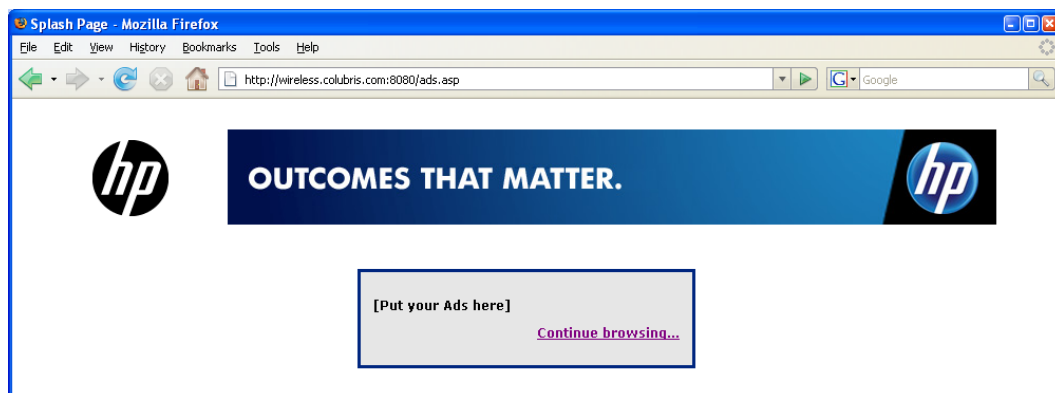 Splash Page - Mozilla Firefox
File Edit View History Bookmarks Tools Help
http://wireless.colubris.com:8080/ads.asp G Google
hp OUTCOMES THAT MATTER. hp
[Put your Ads here]
Continue browsing...